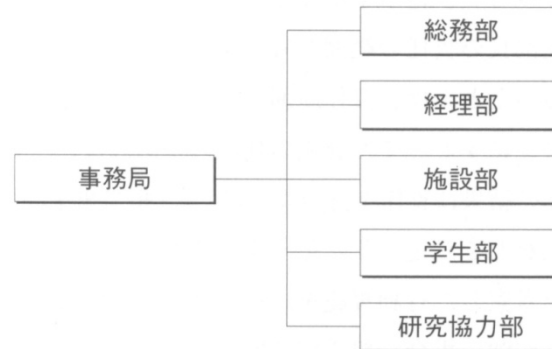 総務部
経理部
事務局
施設部
学生部
研究協力部